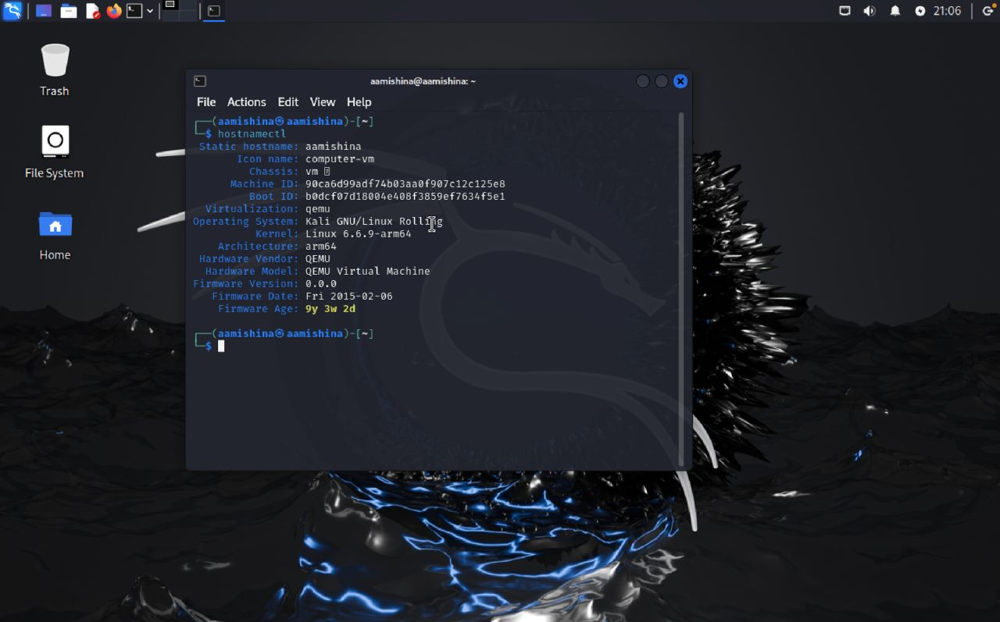 21:06
Trash
File System
Home
aamishina@aamishina: ~
File Actions Edit View Help
┌──(aamishina㉿aamishina)-[~]
└─$ hostnamectl
Static hostname: aamishina
Icon name: computer-vm
Chassis: vm
Machine ID: 90ca6d99adf74b03aa0f907c12c125e8
Boot ID: b0dcf07d18004e408f3859ef7634f5e1
Virtualization: qemu
Operating System: Kali GNU/Linux Rolling
Kernel: Linux 6.6.9-arm64
Architecture: arm64
Hardware Vendor: QEMU
Hardware Model: QEMU Virtual Machine
Firmware Version: 0.0.0
Firmware Date: Fri 2015-02-06
Firmware Age: 9y 3w 2d
┌──(aamishina㉿aamishina)-[~]
└─$